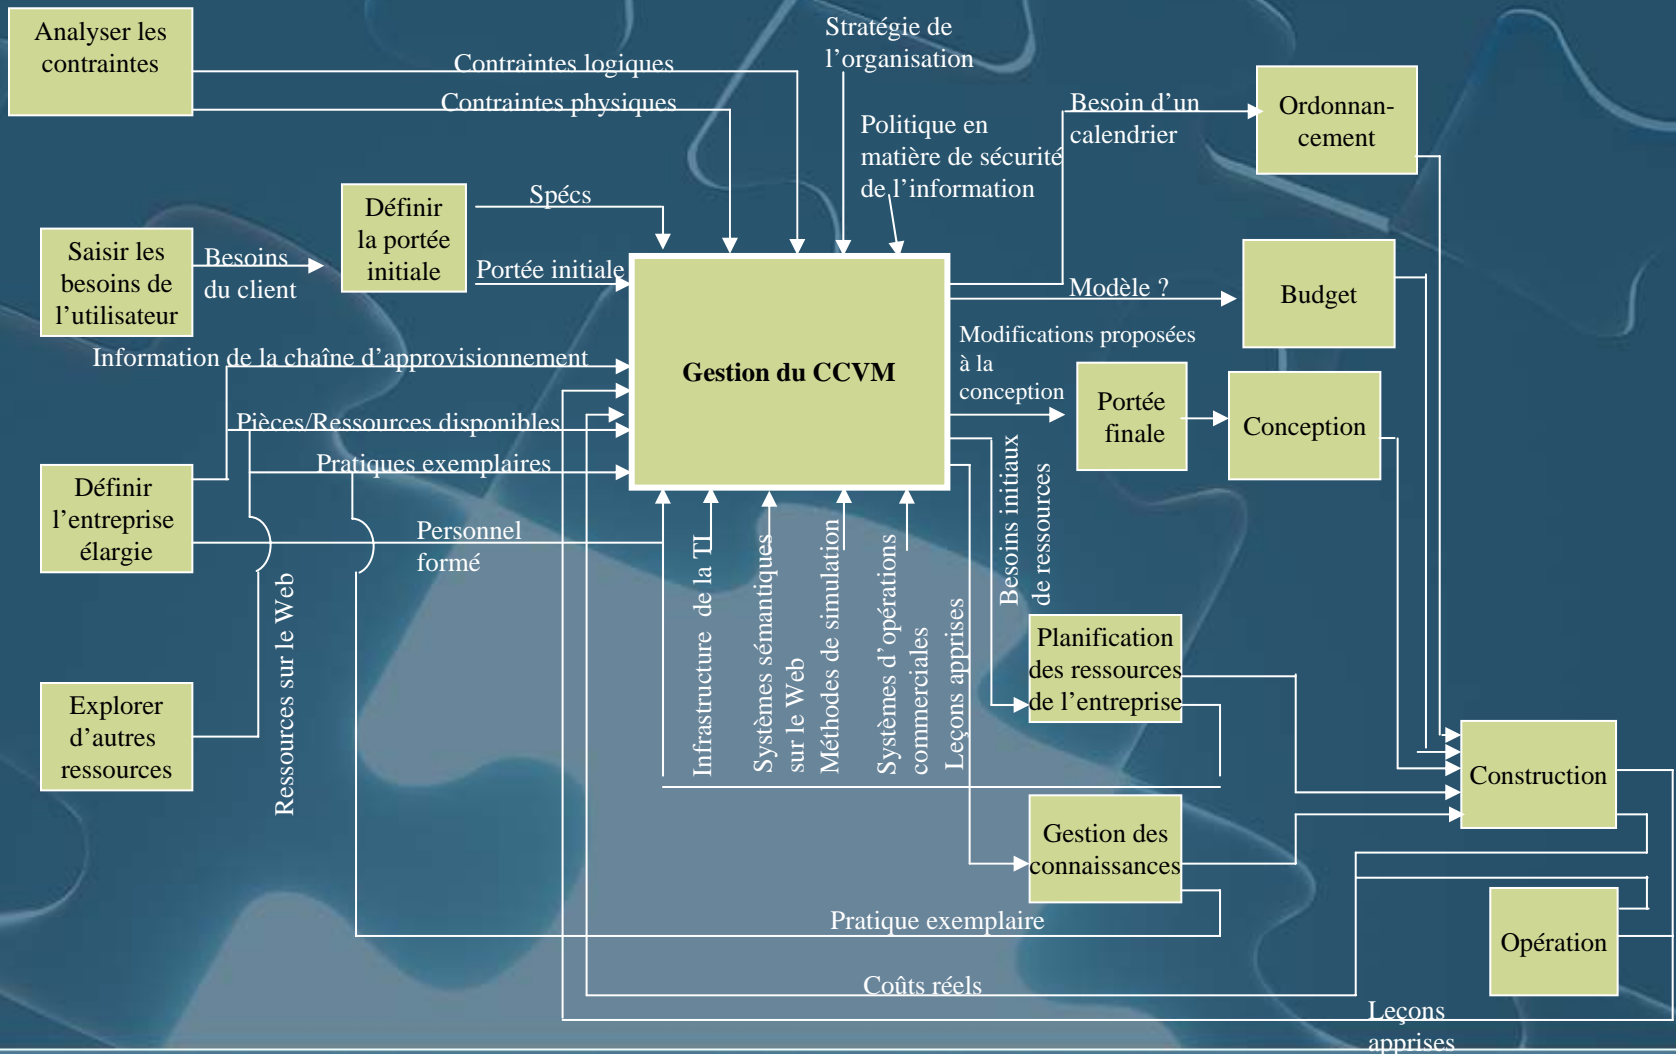 Analyser les
contraintes
Contraintes logiques
Contraintes physiques
Stratégie de
l’organisation
Politique en
matière de sécurité
de l’information
Besoin d’un
calendrier
Ordonnan-
cement
Saisir les
besoins de
l’utilisateur
Besoins
du client
Définir
la portée
initiale
Spécs
Portée initiale
Gestion du CCVM
Modèle ?
Budget
Modifications proposées
à la
conception
Portée
finale
Conception
Information de la chaîne d’approvisionnement
Pièces/Ressources disponibles
Pratiques exemplaires
Définir
l’entreprise
élargie
Personnel
formé
Explorer
d’autres
ressources
Ressources sur le Web
Infrastructure de la TI
Systèmes sémantiques
sur le Web
Méthodes de simulation
Systèmes d’opérations
commerciales
Leçons apprises
Besoins initiaux
de ressources
Planification
des ressources
de l’entreprise
Gestion des
connaissances
Construction
Opération
Pratique exemplaire
Coûts réels
Leçons
apprises